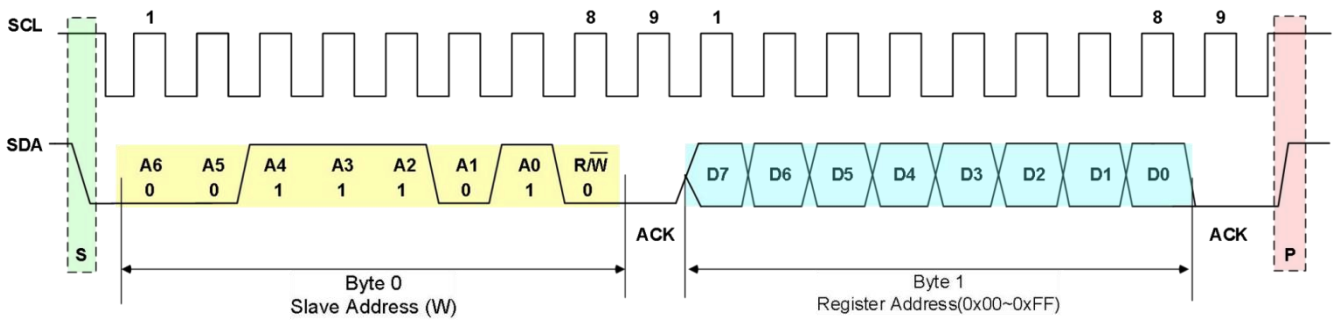 1 8 9 1 8 9
SCL
SDA
A6 A5 A4 A3 A2 A1 A0 R/W̅ D7 D6 D5 D4 D3 D2 D1 D0
0 0 1 1 1 0 1 0
S ACK ACK P
Byte 0 Byte 1
Slave Address (W) Register Address(0x00~0xFF)